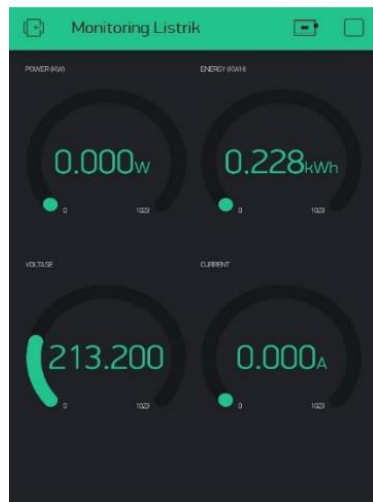 Monitoring Listrik
POWER (KW)
ENERGY (KWH)
0.000W
0.228kWh
0 1023
0 1023
VOLTASE
CURRENT
213.200
0.000A
0 1023
0 1023